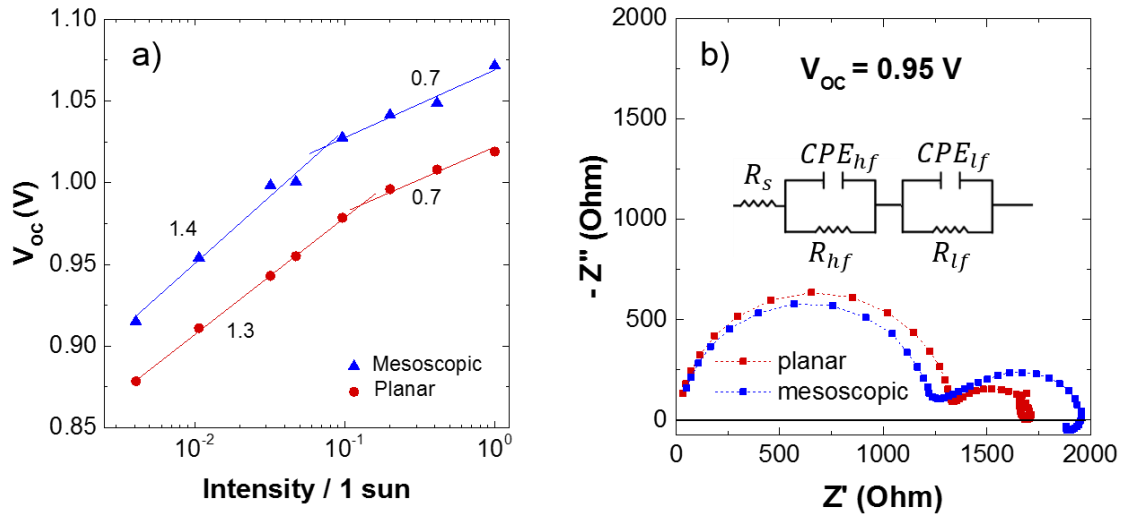 a)
1.10
1.05
1.00
0.95
0.90
0.85
V_OC (V)
0.7
0.7
1.4
1.3
Mesoscopic
Planar
10^-2
10^-1
10^0
Intensity / 1 sun
b)
V_OC = 0.95 V
2000
1500
1000
500
0
- Z'' (Ohm)
R_s
CPE_hf
CPE_lf
R_hf
R_lf
planar
mesoscopic
0
500
1000
1500
2000
Z' (Ohm)